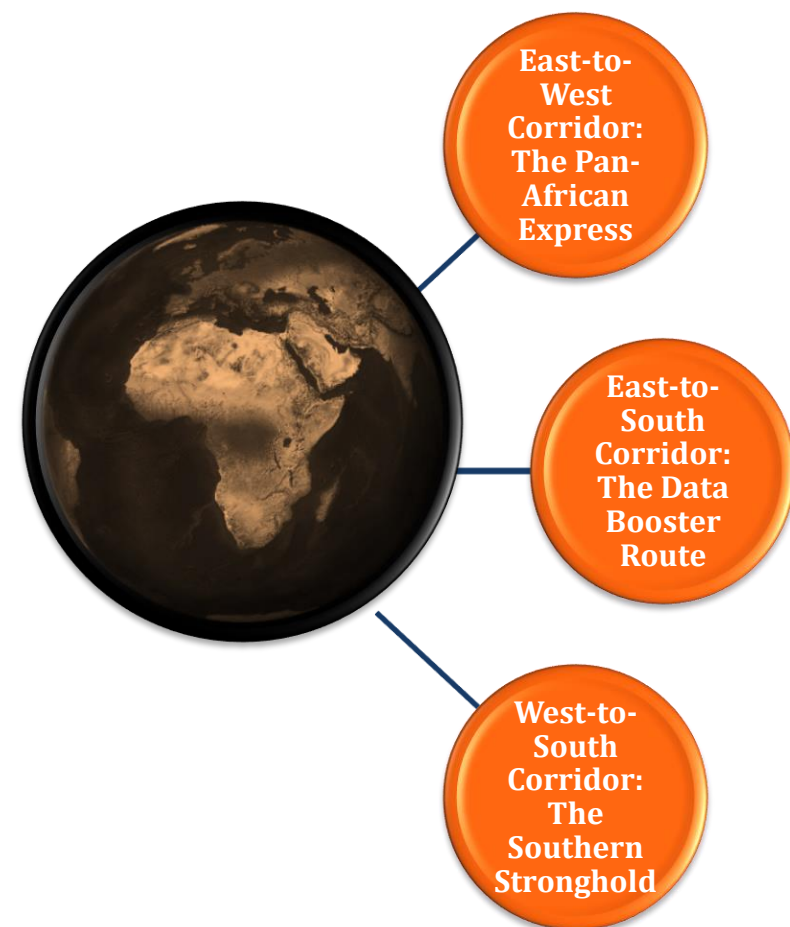 East-to-
West
Corridor:
The Pan-
African
Express
East-to-
South
Corridor:
The Data
Booster
Route
West-to-
South
Corridor:
The
Southern
Stronghold